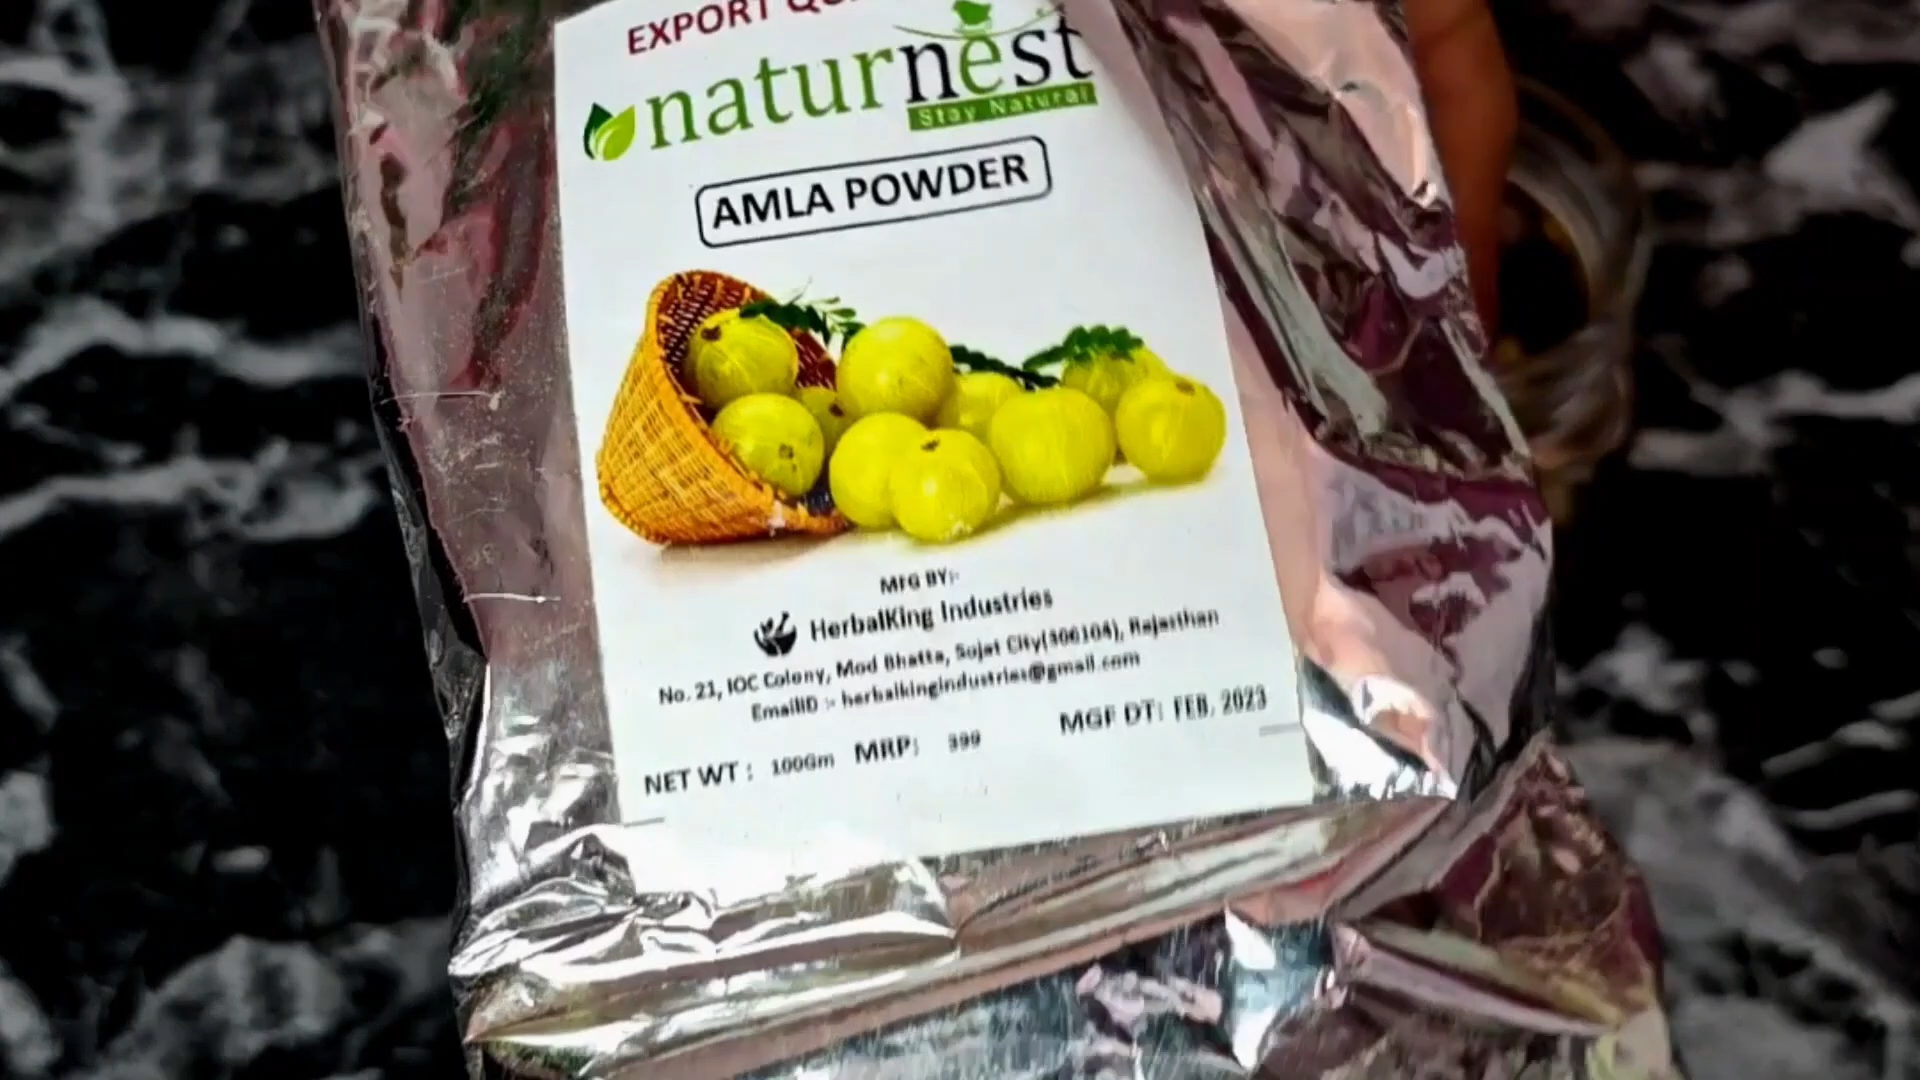 EXPORT
naturnest
Stay Natural
AMLA POWDER
MFG BY:-
HerbalKing Industries
No. 21, IOC Colony, Mod Bhatta, Sojat City(306104), Rajasthan
EmailID :- herbalkingindustries@gmail.com
NET WT : 100Gm MRP: 399 MGF DT: FEB. 2023